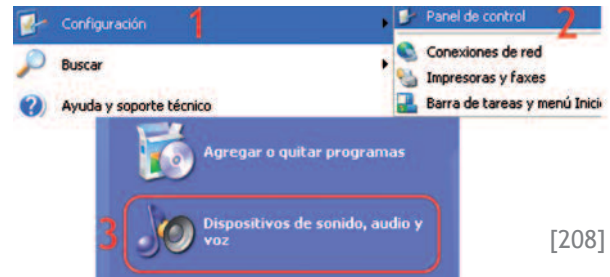 Configuración 1
Panel de control 2
Buscar
Conexiones de red
Impresoras y faxes
Ayuda y soporte técnico
Barra de tareas y menú Inici
Agregar o quitar programas
3 Dispositivos de sonido, audio y
voz
[208]